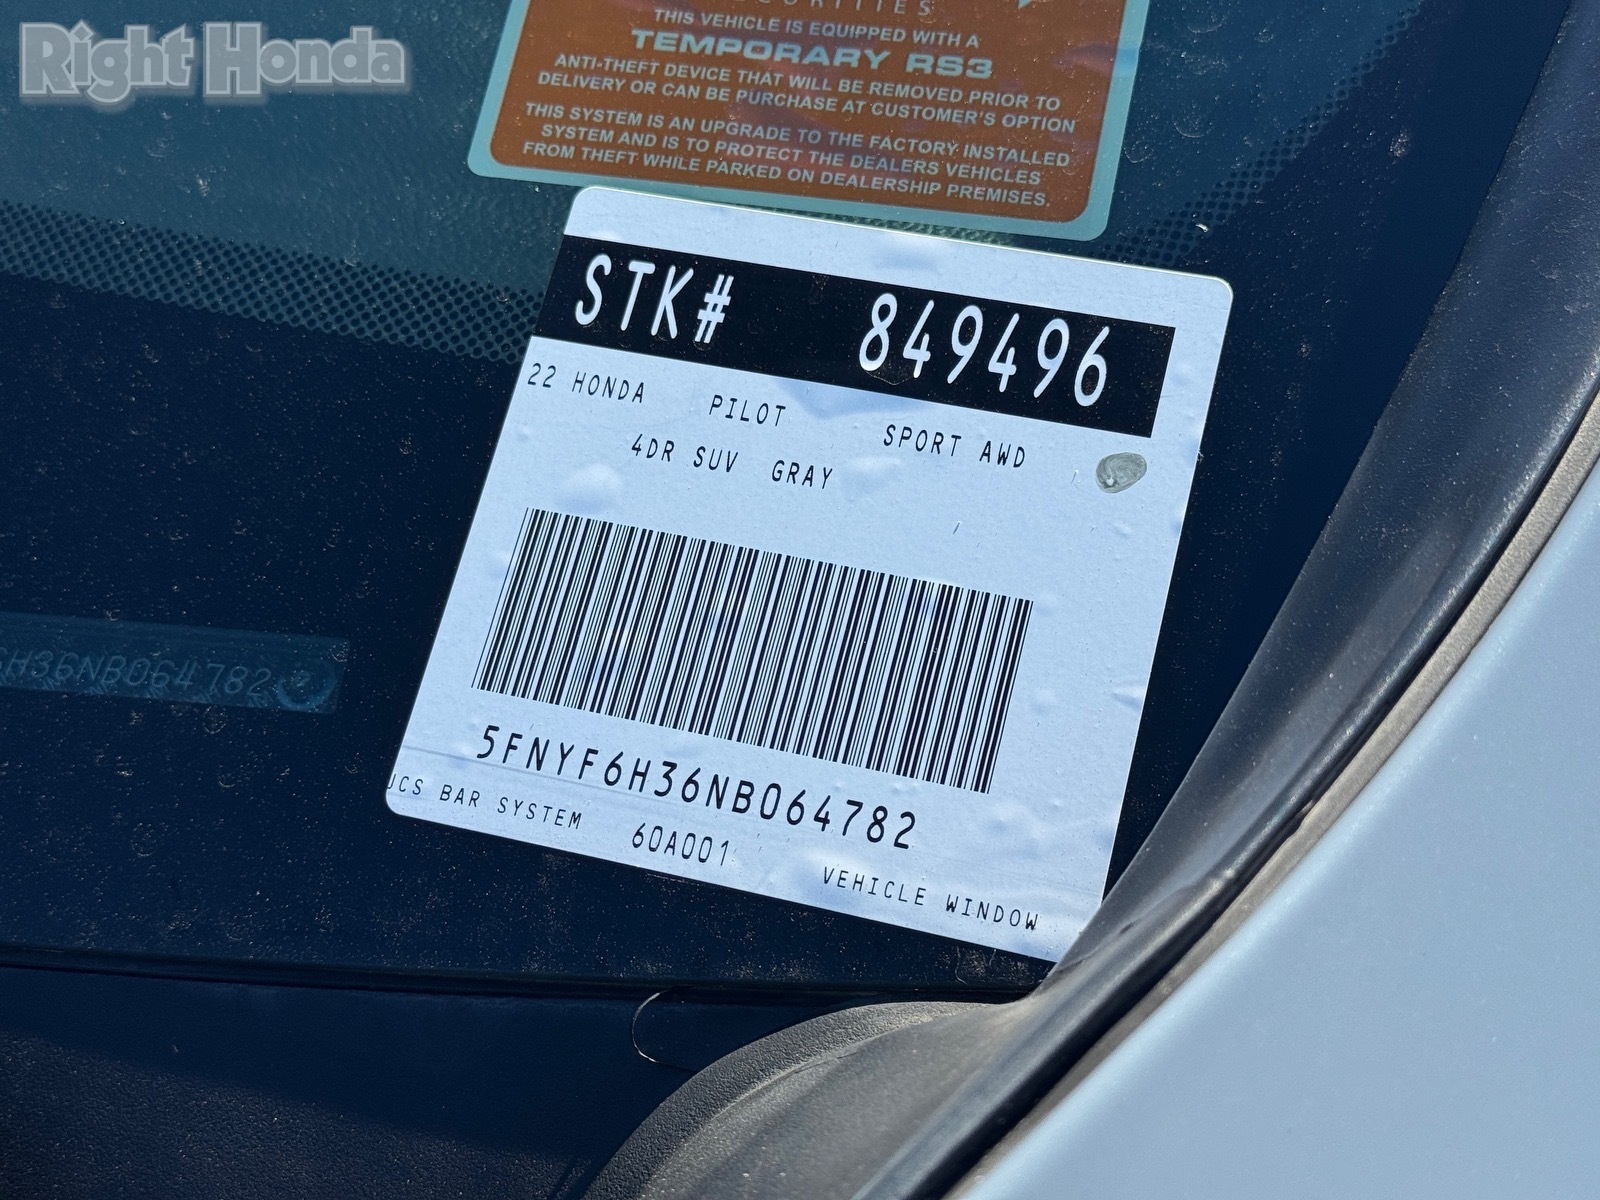 Right Honda
THIS VEHICLE IS EQUIPPED WITH A
TEMPORARY RS3
ANTI-THEFT DEVICE THAT WILL BE REMOVED PRIOR TO
DELIVERY OR CAN BE PURCHASE AT CUSTOMER'S OPTION
THIS SYSTEM IS AN UPGRADE TO THE FACTORY INSTALLED
SYSTEM AND IS TO PROTECT THE DEALERS VEHICLES
FROM THEFT WHILE PARKED ON DEALERSHIP PREMISES.
STK# 849496
22 HONDA PILOT SPORT AWD
4DR SUV GRAY
5FNYF6H36NB064782
UCS BAR SYSTEM 60A001 VEHICLE WINDOW
6H36NB064782